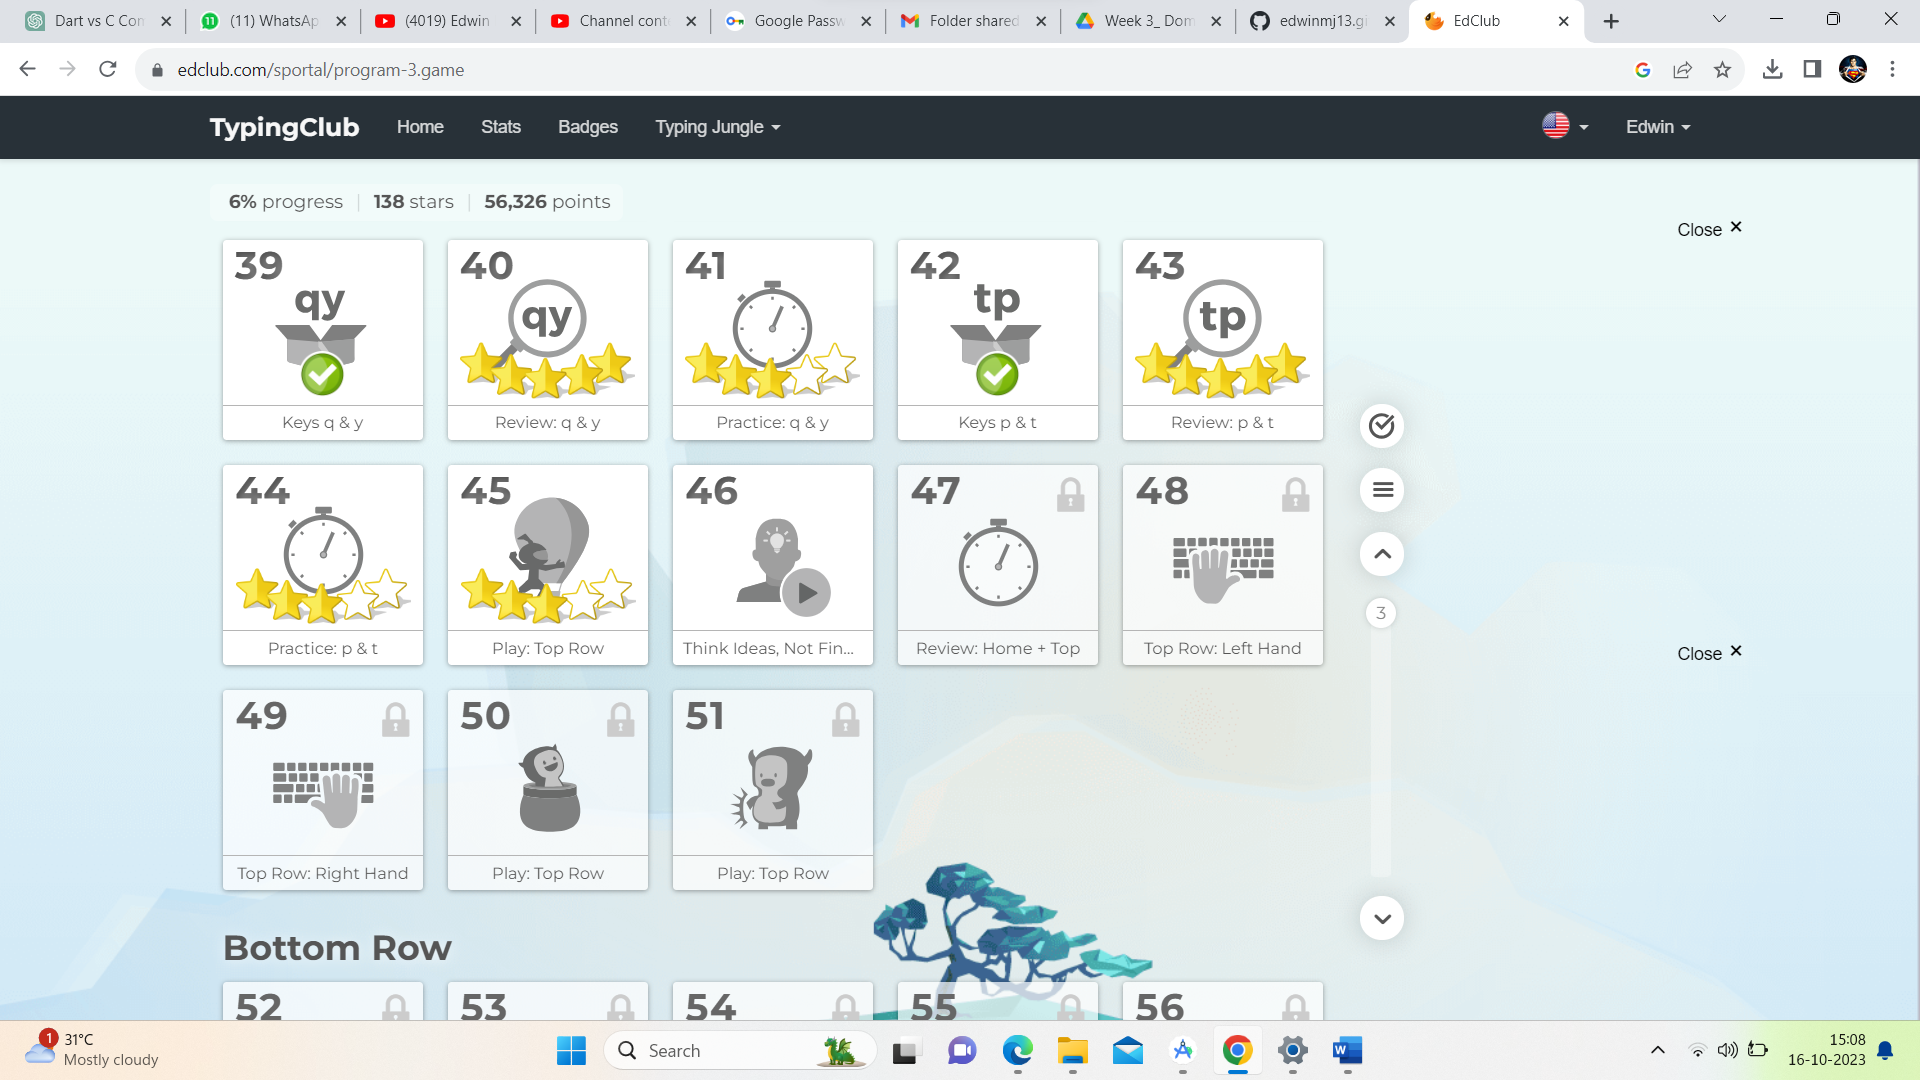 Dart vs C Con
(11) WhatsAp
(4019) Edwin
Channel cont
Google Passw
Folder shared
Week 3_ Dom
edwinmj13.gi
EdClub
edclub.com/sportal/program-3.game
TypingClub Home Stats Badges Typing Jungle Edwin
6% progress 138 stars 56,326 points
Close ×
39 qy
40 qy
41
42 tp
43 tp
Keys q & y
Review: q & y
Practice: q & y
Keys p & t
Review: p & t
44
45
46
47
48
3
Practice: p & t
Play: Top Row
Think Ideas, Not Fin...
Review: Home + Top
Top Row: Left Hand
Close ×
49
50
51
Top Row: Right Hand
Play: Top Row
Play: Top Row
Bottom Row
52
53
54
55
56
1
31°C
Mostly cloudy
Search
W
15:08
16-10-2023